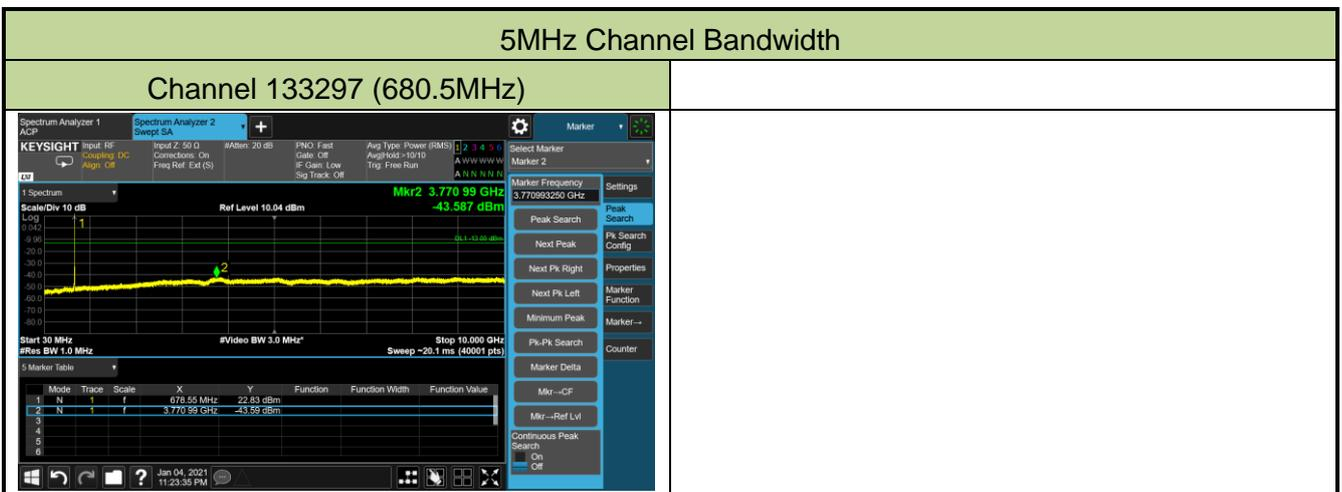 5MHz Channel Bandwidth
Channel 133297 (680.5MHz)
Spectrum Analyzer 1
ACP
Spectrum Analyzer 2
Swept SA
Marker
KEYSIGHT
Input: RF
Coupling: DC
Align: Off
Input Z: 50 Ω
Corrections: On
Freq Ref: Ext (S)
#Atten: 20 dB
PNO: Fast
Gate: Off
IF Gain: Low
Sig Track: Off
Avg Type: Power (RMS)
Avg|Hold:>10/10
Trig: Free Run
1 2 3 4 5 6
A W W W W W
A N N N N N
LXI
Select Marker
Marker 2
1 Spectrum
Mkr2 3.770 99 GHz
Scale/Div 10 dB
Ref Level 10.04 dBm
-43.587 dBm
Log
0.042
-9.96
-20.0
-30.0
-40.0
-50.0
-60.0
-70.0
-80.0
1
2
DL1 -13.00 dBm
Start 30 MHz
#Video BW 3.0 MHz*
Stop 10.000 GHz
#Res BW 1.0 MHz
Sweep ~20.1 ms (40001 pts)
5 Marker Table
Mode Trace Scale X Y Function Function Width Function Value
1 N 1 f 678.55 MHz 22.83 dBm
2 N 1 f 3.770 99 GHz -43.59 dBm
3
4
5
6
Marker Frequency
3.770993250 GHz
Peak Search
Next Peak
Next Pk Right
Next Pk Left
Minimum Peak
Pk-Pk Search
Marker Delta
Mkr→CF
Mkr→Ref Lvl
Continuous Peak
Search
On
Off
Settings
Peak
Search
Pk Search
Config
Properties
Marker
Function
Marker→
Counter
?
Jan 04, 2021
11:23:35 PM